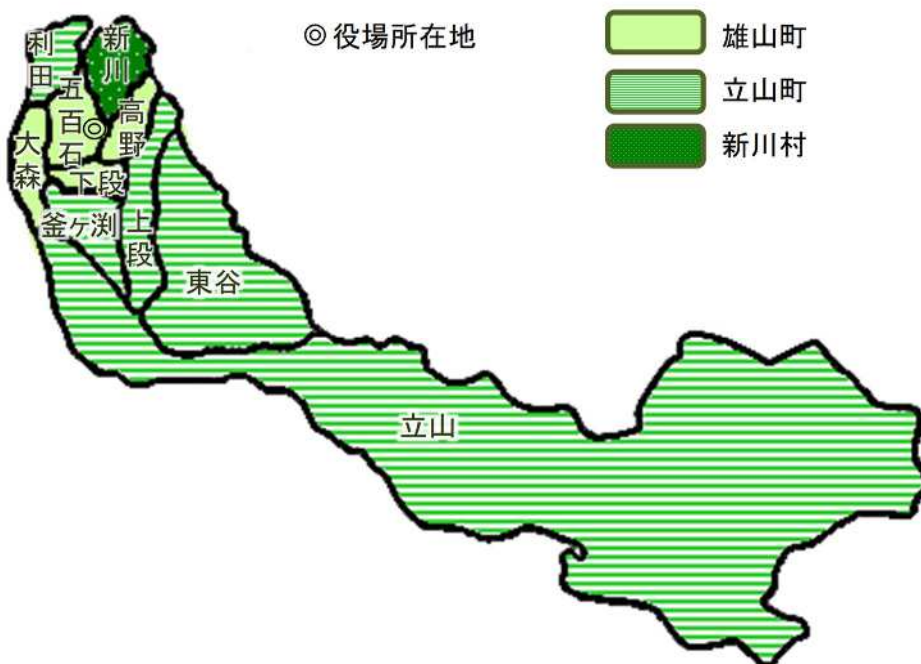 ◎役場所在地
雄山町
立山町
新川村
利田
新川
五百石
高野
大森
下段
釜ヶ渕
上段
東谷
立山